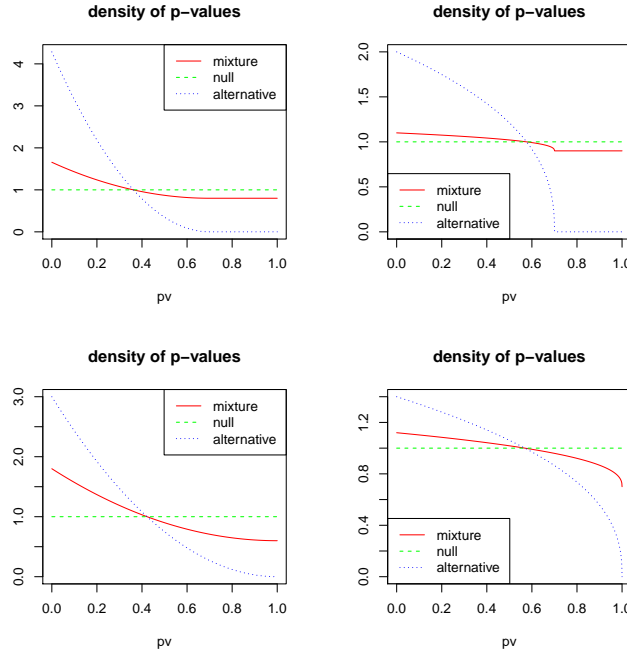 density of p−values
4
3
2
1
0
mixture
null
alternative
0.0 0.2 0.4 0.6 0.8 1.0
pv
density of p−values
2.0
1.5
1.0
0.5
0.0
mixture
null
alternative
0.0 0.2 0.4 0.6 0.8 1.0
pv
density of p−values
3.0
2.0
1.0
0.0
mixture
null
alternative
0.0 0.2 0.4 0.6 0.8 1.0
pv
density of p−values
1.2
0.8
0.4
0.0
mixture
null
alternative
0.0 0.2 0.4 0.6 0.8 1.0
pv